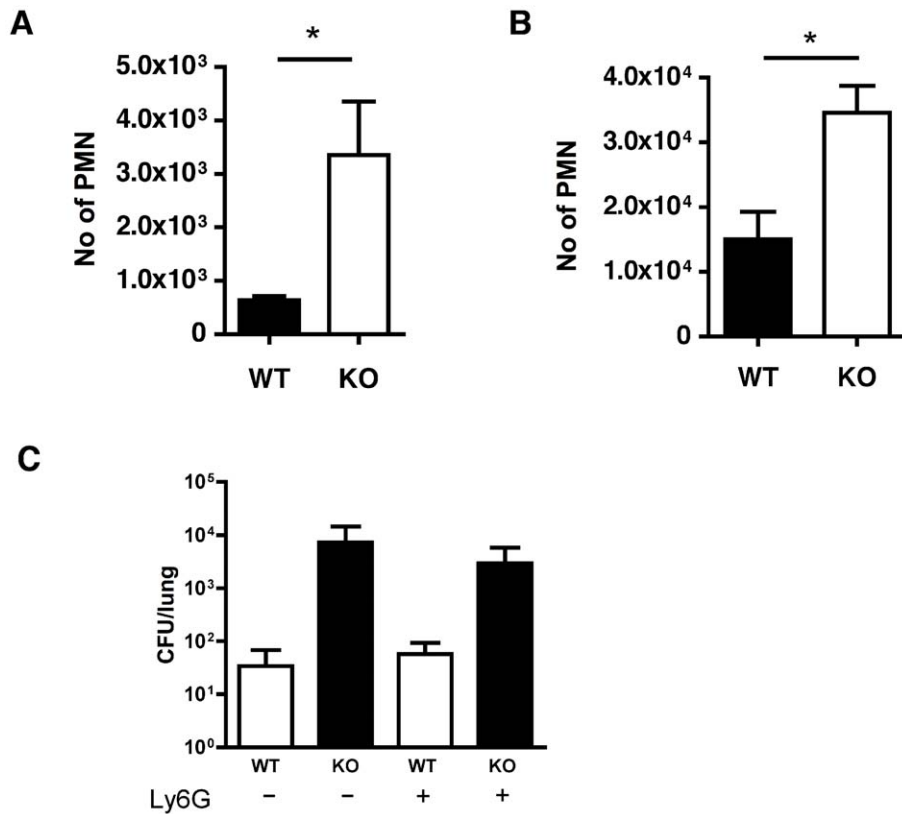 A
*
No of PMN
5.0x10³
4.0x10³
3.0x10³
2.0x10³
1.0x10³
0
WT KO
B
*
No of PMN
4.0x10⁴
3.0x10⁴
2.0x10⁴
1.0x10⁴
0
WT KO
C
CFU/lung
10⁵
10⁴
10³
10²
10¹
10⁰
WT KO WT KO
Ly6G − − + +